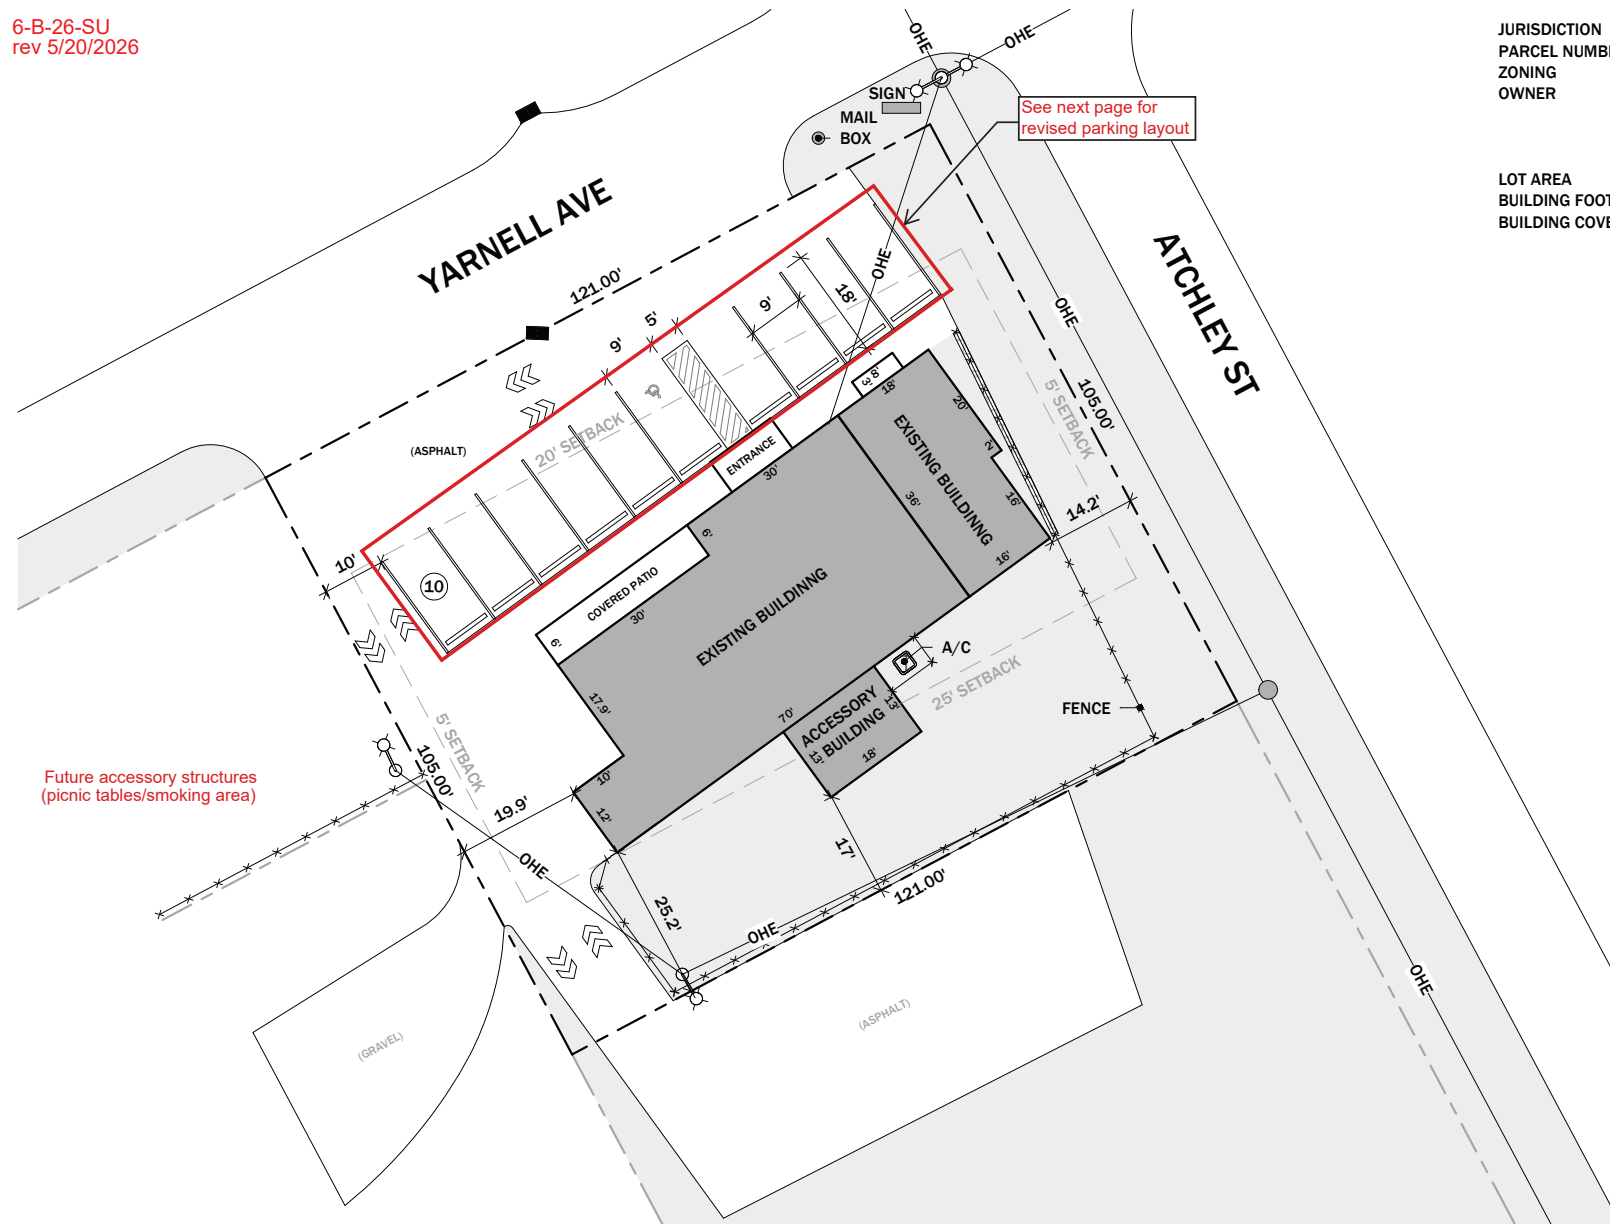 6-B-26-SU
rev 5/20/2026
JURISDICTION
PARCEL NUMB
ZONING
OWNER
LOT AREA
BUILDING FOOT
BUILDING COVE
OHE
OHE
SIGN
MAIL
BOX
See next page for
revised parking layout
YARNELL AVE
121.00'
ATCHLEY ST
OHE
OHE
18'
9'
5'
9'
20' SETBACK
(ASPHALT)
10'
10
5' SETBACK
105.00'
14.2'
3'
8'
18'
20'
2'
16'
16'
36'
EXISTING BUILDINNG
ENTRANCE
30'
6'
COVERED PATIO
30'
6'
EXISTING BUILDINNG
17.9'
10'
12'
70'
A/C
ACCESSORY
BUILDING
13'
13'
18'
25' SETBACK
FENCE
5' SETBACK
105.00'
19.9'
Future accessory structures
(picnic tables/smoking area)
OHE
25.2'
17'
121.00'
OHE
OHE
(GRAVEL)
(ASPHALT)